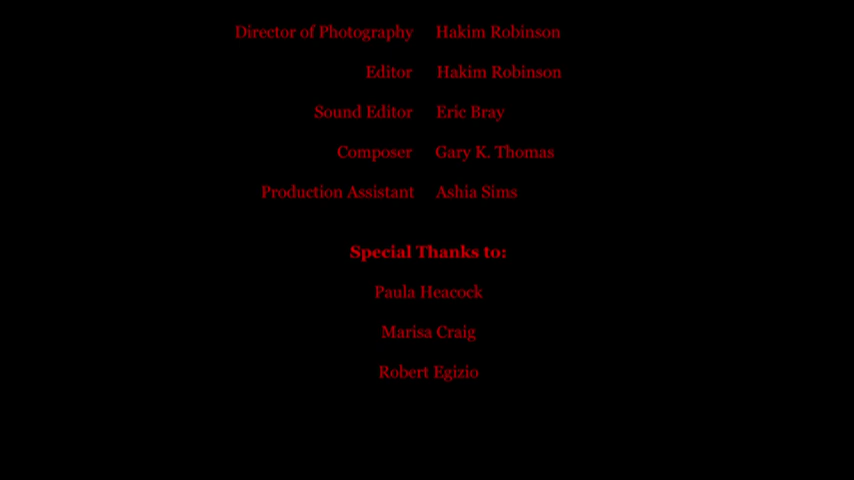 Director of Photography Hakim Robinson
Editor Hakim Robinson
Sound Editor Eric Bray
Composer Gary K. Thomas
Production Assistant Ashia Sims
Special Thanks to:
Paula Heacock
Marisa Craig
Robert Egizio